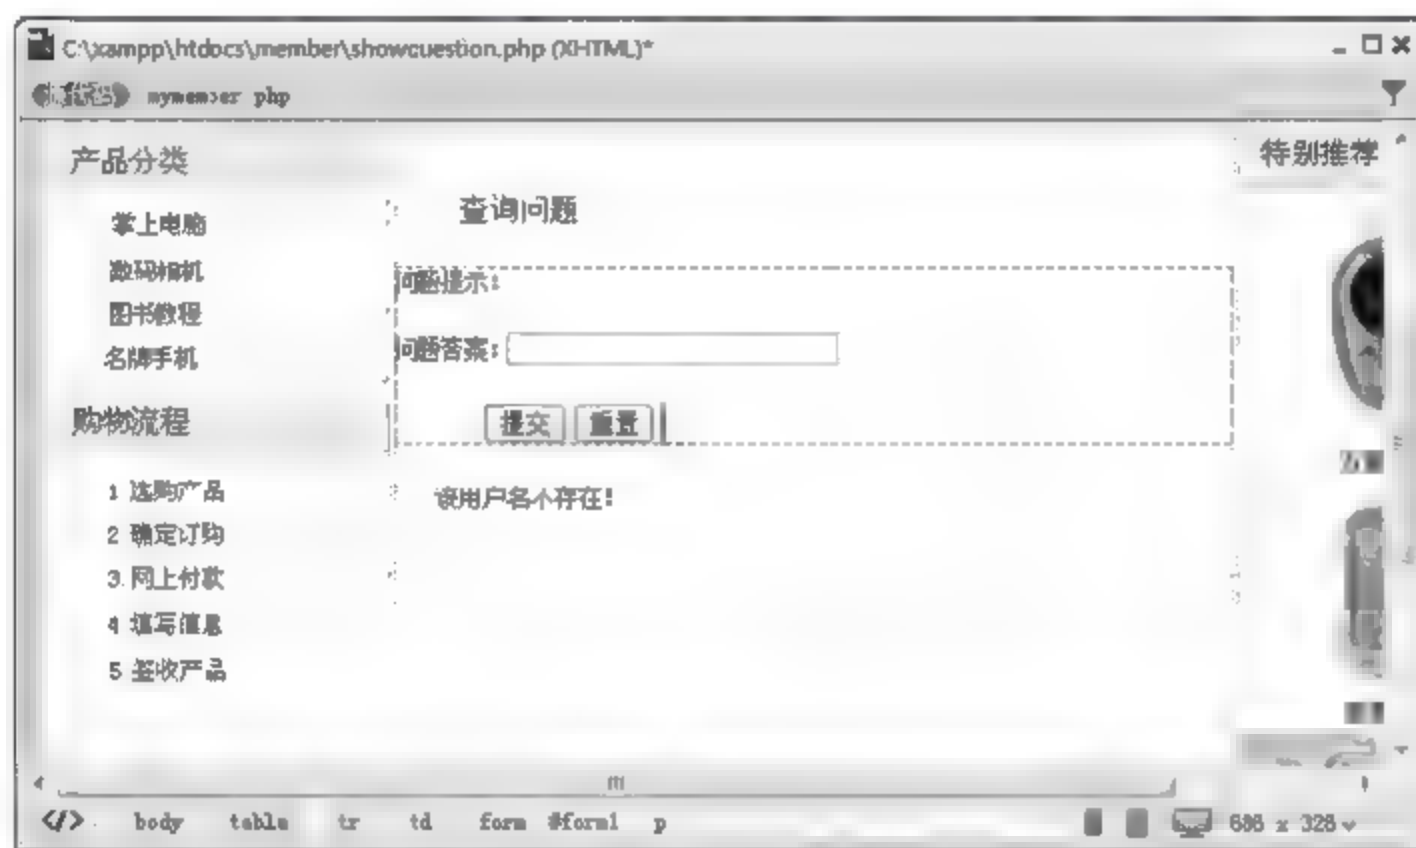 C:\xampp\htdocs\member\showquestion.php (XHTML)*
源代码 mymember php
产品分类
掌上电脑
数码相机
图书教程
名牌手机
购物流程
1 选购产品
2 确定订购
3. 网上付款
4 填写信息
5 签收产品
查询问题
问题提示:
问题答案:
提交 重置
该用户名不存在!
特别推荐
body table tr td form #form1 p